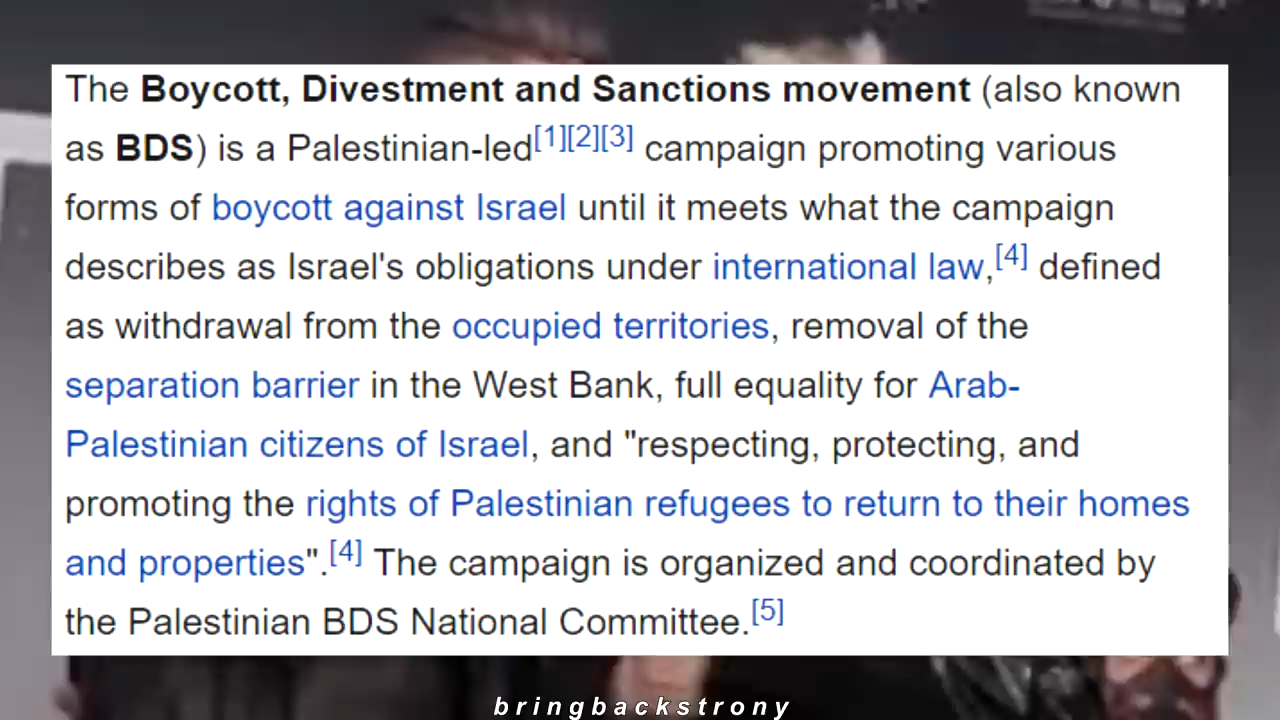 The Boycott, Divestment and Sanctions movement (also known
as BDS) is a Palestinian-led[1][2][3] campaign promoting various
forms of boycott against Israel until it meets what the campaign
describes as Israel's obligations under international law,[4] defined
as withdrawal from the occupied territories, removal of the
separation barrier in the West Bank, full equality for Arab-
Palestinian citizens of Israel, and "respecting, protecting, and
promoting the rights of Palestinian refugees to return to their homes
and properties".[4] The campaign is organized and coordinated by
the Palestinian BDS National Committee.[5]
bringbackstrony